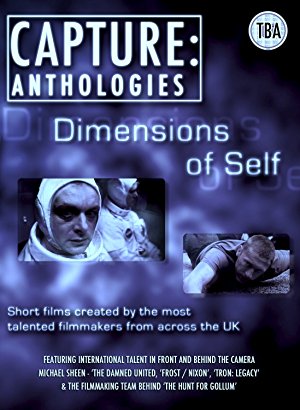 CAPTURE:
ANTHOLOGIES
TBA
Dimensions
of Self
Short films created by the most
talented filmmakers from across the UK
FEATURING INTERNATIONAL TALENT IN FRONT AND BEHIND THE CAMERA
MICHAEL SHEEN - 'THE DAMNED UNITED, 'FROST / NIXON', 'TRON: LEGACY'
& THE FILMMAKING TEAM BEHIND 'THE HUNT FOR GOLLUM'